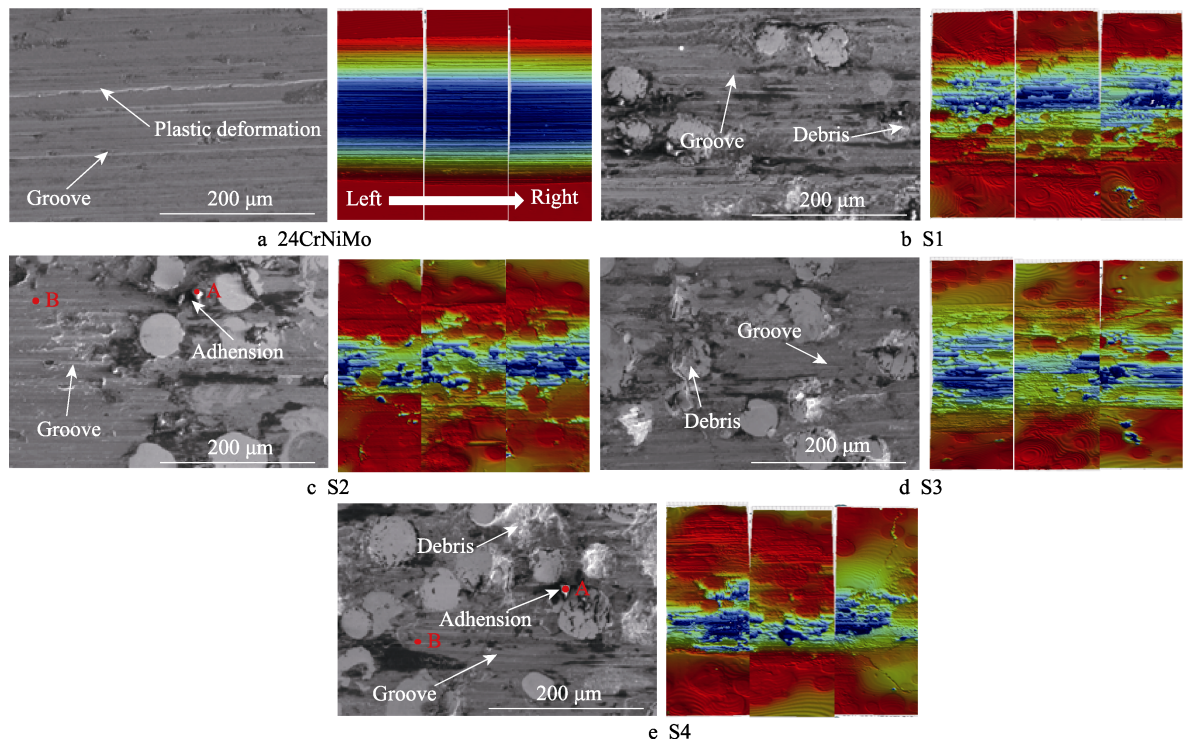 Plastic deformation
Groove
200 μm
Left
Right
a 24CrNiMo
Groove
Debris
200 μm
b S1
B
A
Adhension
Groove
200 μm
c S2
Groove
Debris
200 μm
d S3
Debris
A
Adhension
B
Groove
200 μm
e S4